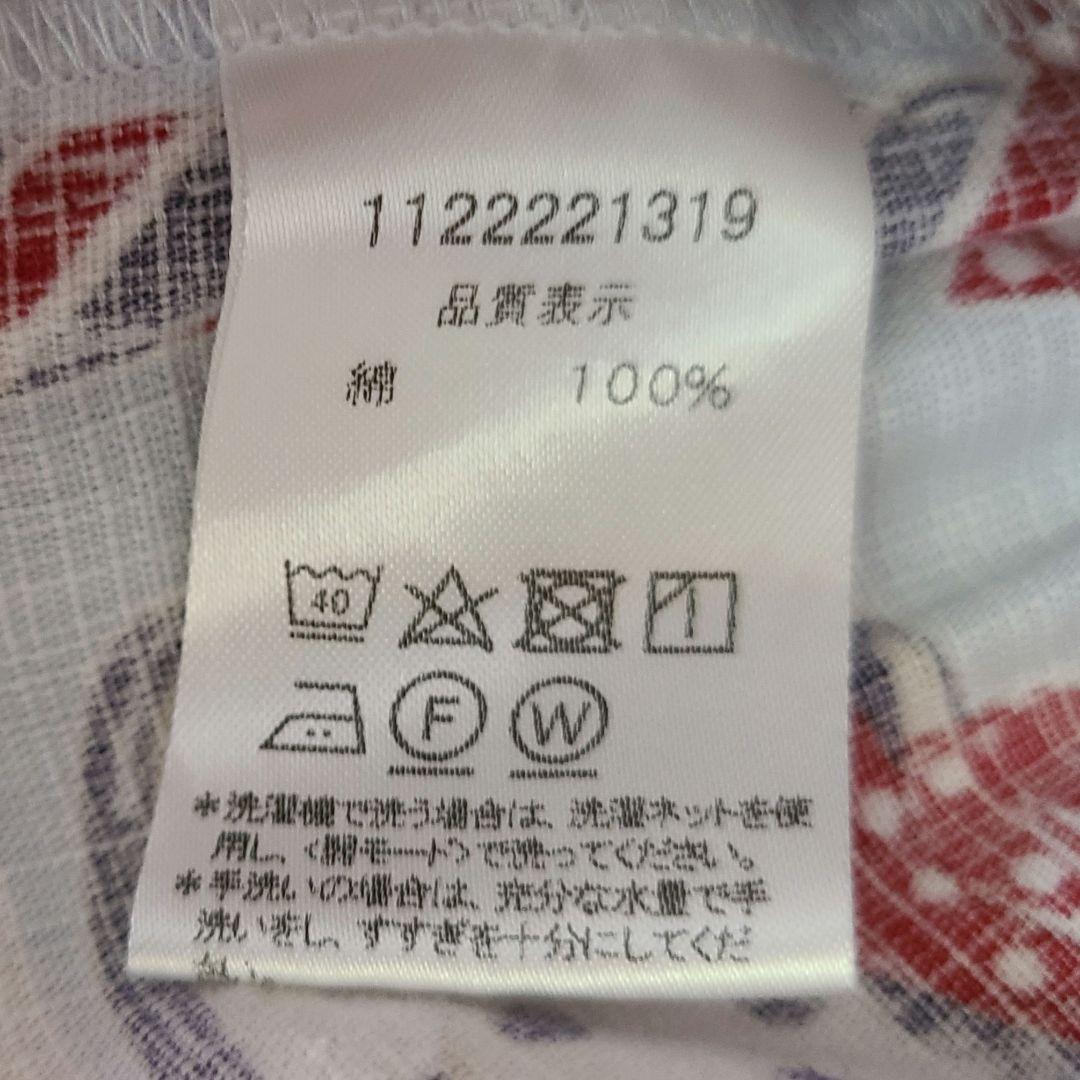 1122221319
品質表示
綿 100%
40
F W
*洗濯機で洗う場合は、洗濯ネットを使
用し、〈弱モード〉で洗ってください。
*手洗いの場合は、充分な水量で手
洗いをし、すすぎを十分にしてくだ
さい。